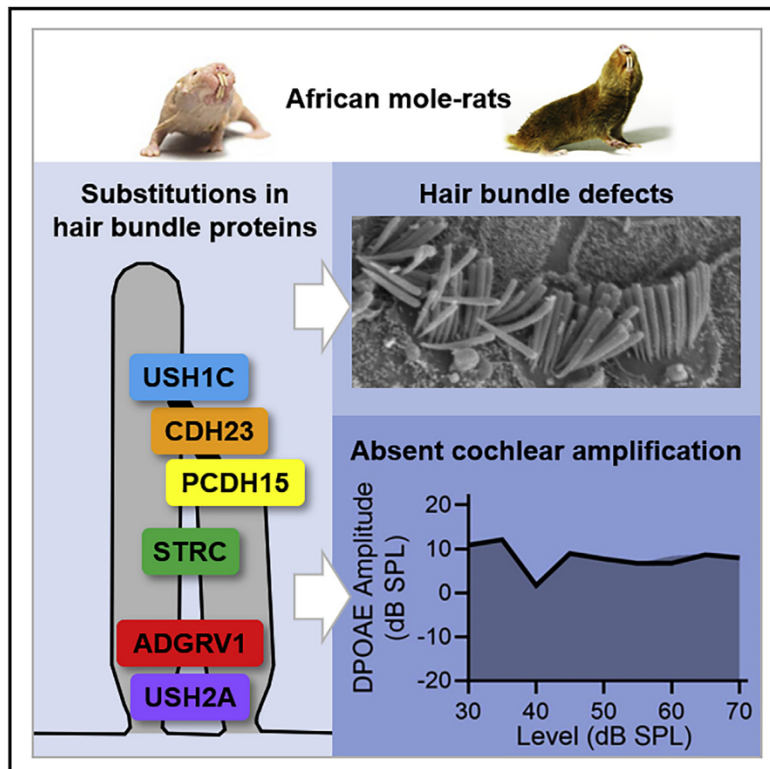 African mole-rats
Substitutions in
hair bundle proteins
USH1C
CDH23
PCDH15
STRC
ADGRV1
USH2A
Hair bundle defects
Absent cochlear amplification
DPOAE Amplitude
(dB SPL)
20
10
0
-10
-20
30
40
50
60
70
Level (dB SPL)